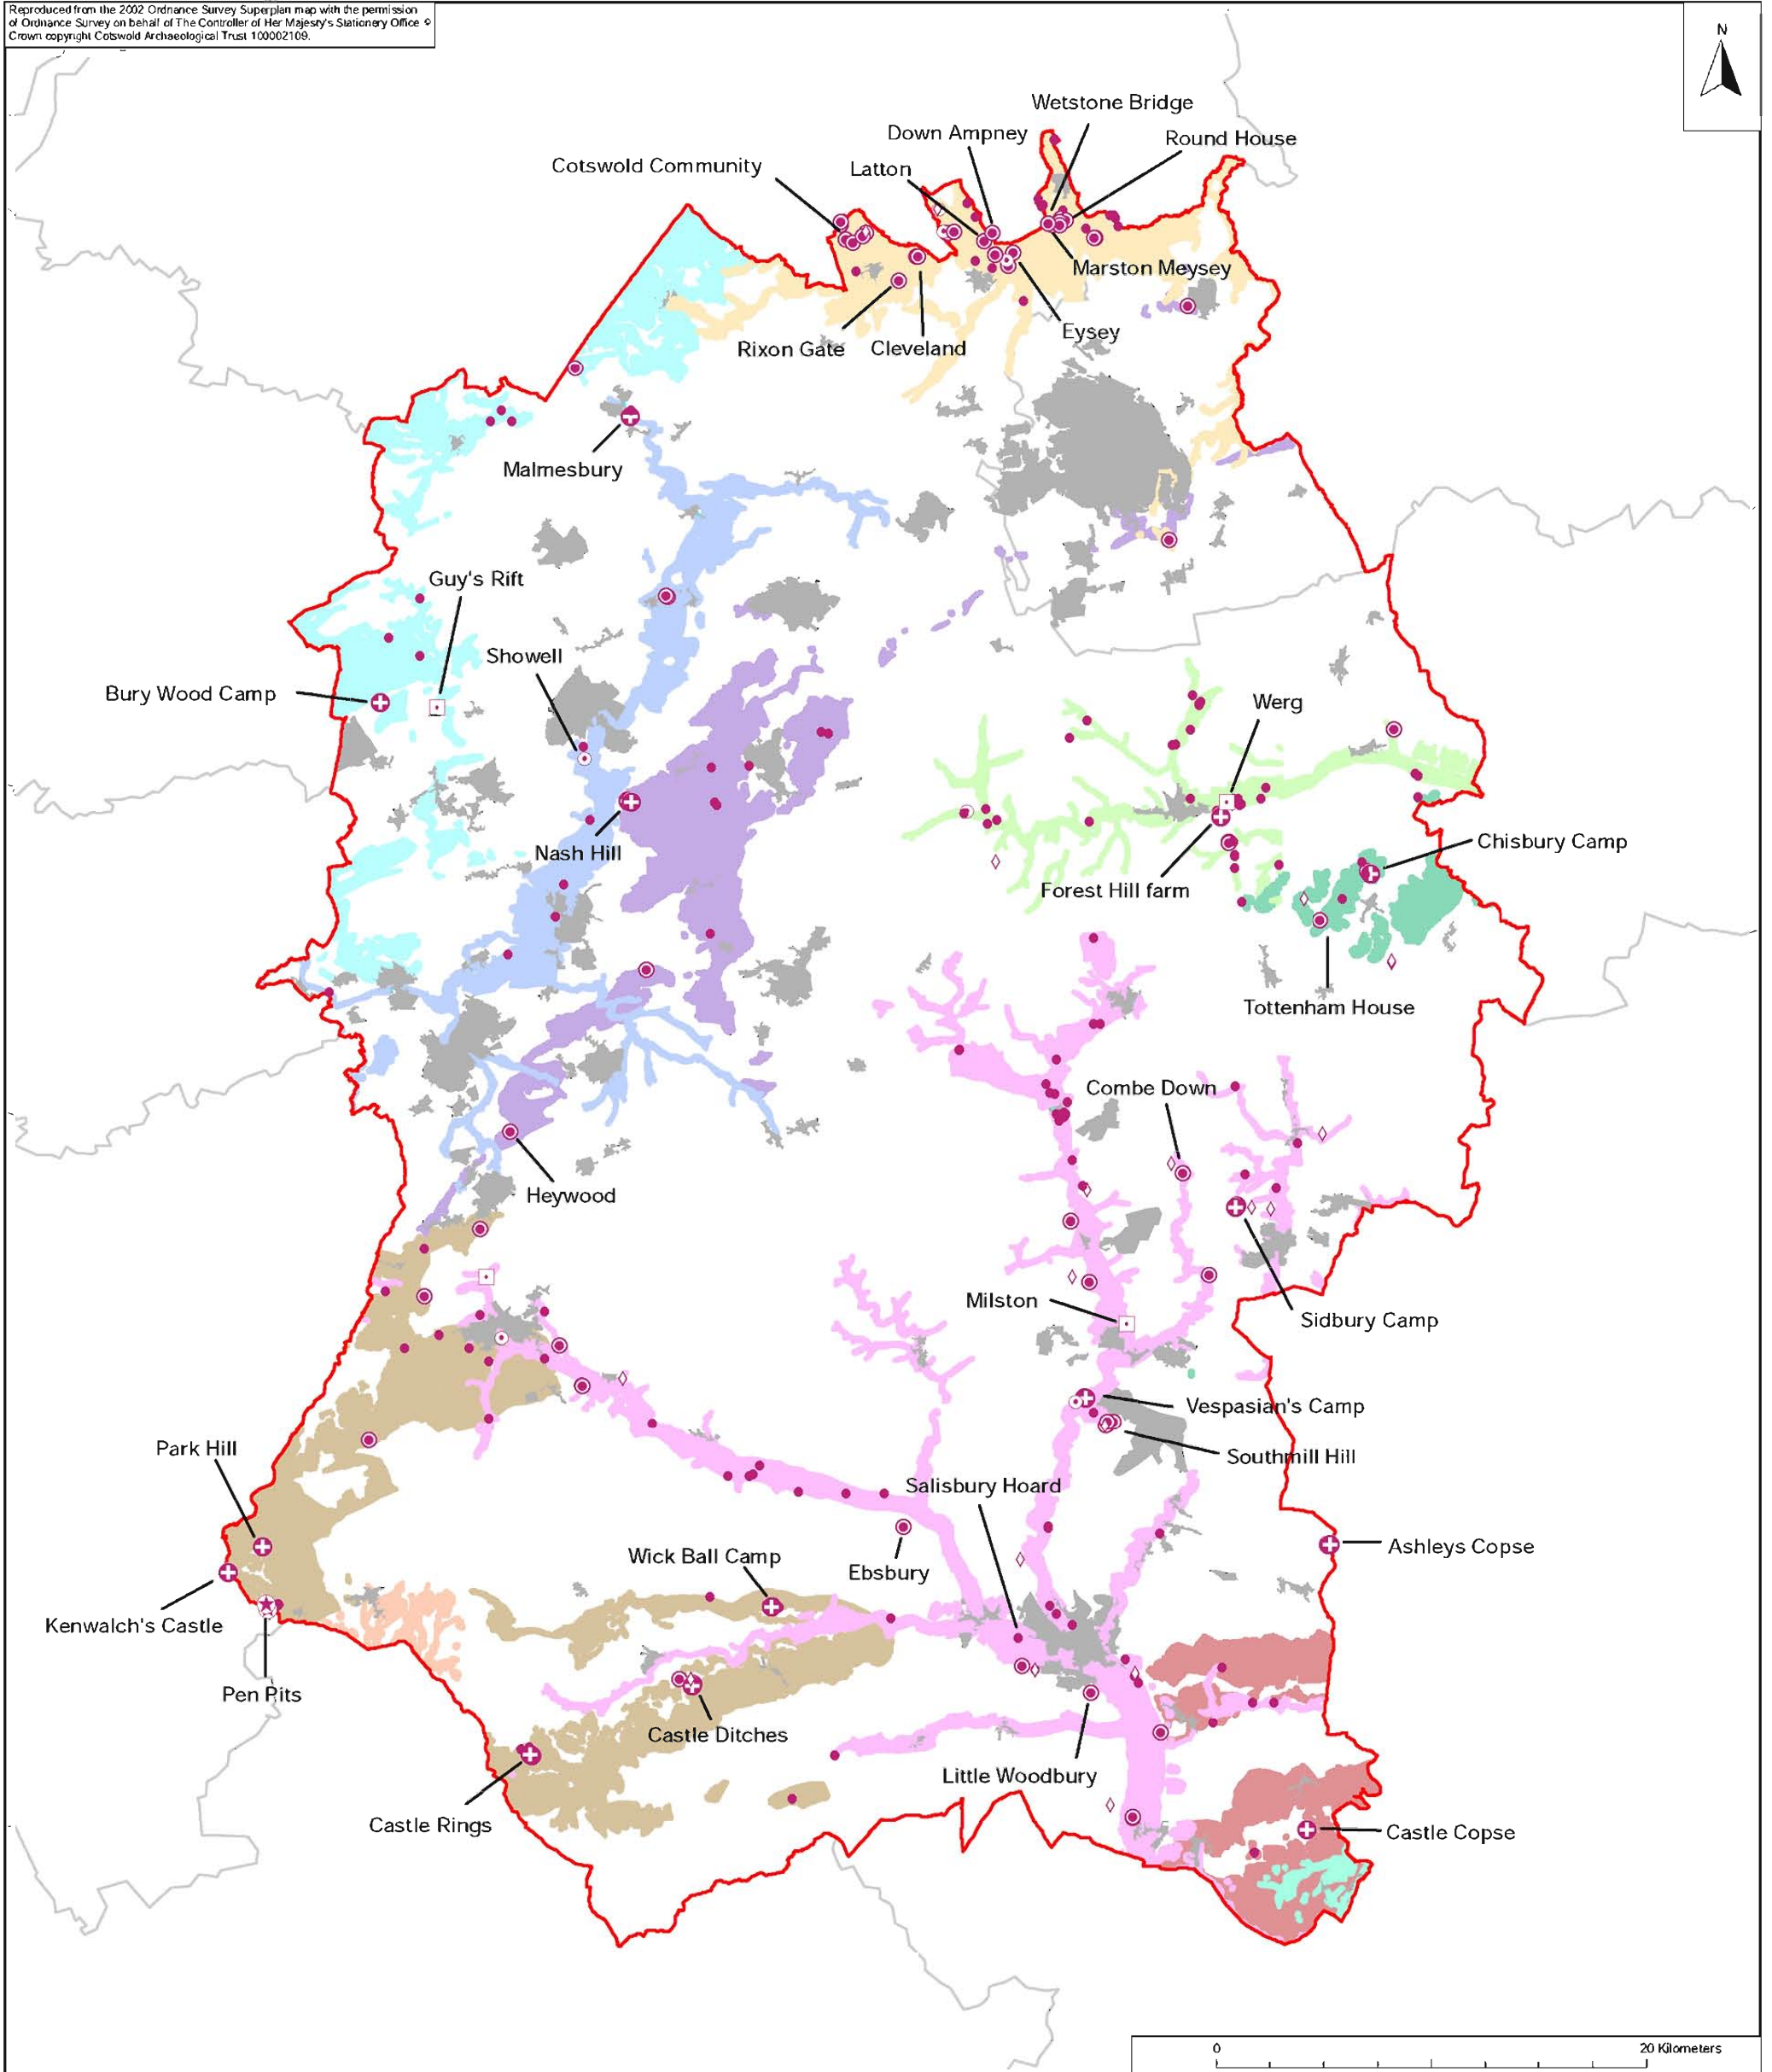 Reproduced from the 2002 Ordnance Survey Superplan map with the permission
of Ordnance Survey on behalf of The Controller of Her Majesty's Stationery Office ©
Crown copyright Cotswold Archaeological Trust 100002109.
N
Wetstone Bridge
Down Ampney
Round House
Cotswold Community
Latton
Marston Meysey
Eysey
Rixon Gate
Cleveland
Malmesbury
Guy's Rift
Showell
Bury Wood Camp
Werg
Nash Hill
Chisbury Camp
Forest Hill farm
Tottenham House
Combe Down
Heywood
Milston
Sidbury Camp
Vespasian's Camp
Park Hill
Southmill Hill
Salisbury Hoard
Ashleys Copse
Wick Ball Camp
Ebsbury
Kenwalch's Castle
Pen Pits
Castle Ditches
Little Woodbury
Castle Rings
Castle Copse
0
20 Kilometers